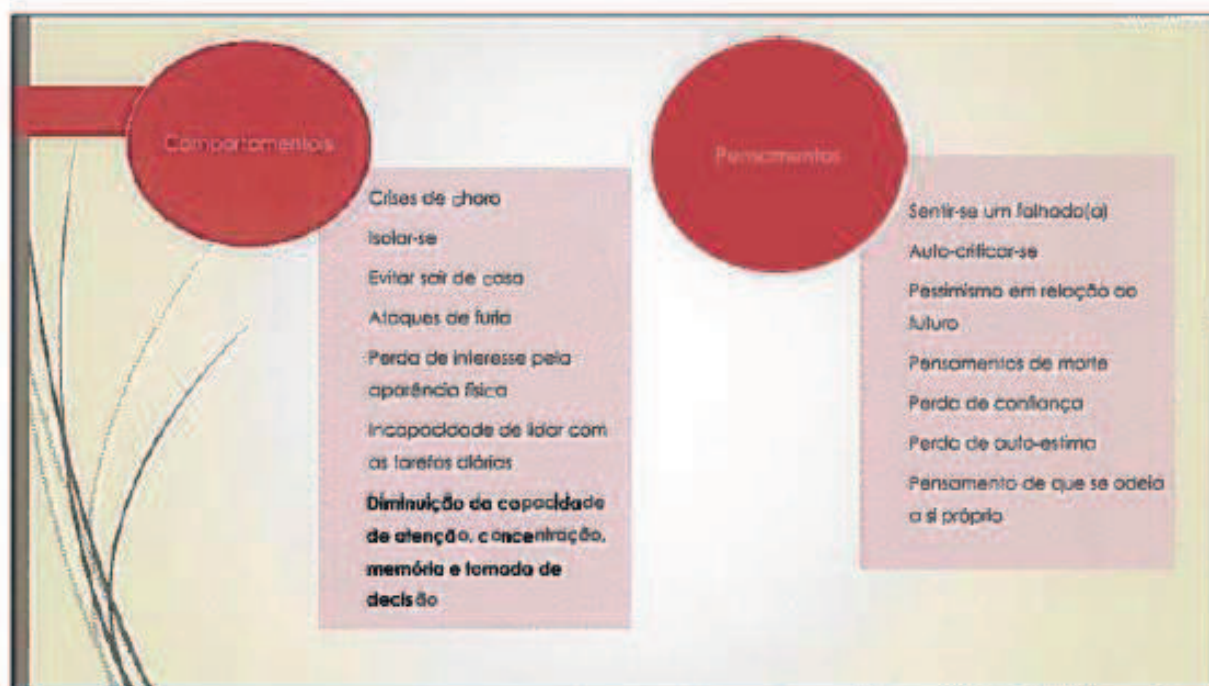 Comportamentais
Crises de choro
Isolar-se
Evitar sair de casa
Ataques de furia
Perda de interesse pela
aparência física
Incapacidade de lidar com
as tarefas diárias
Diminuição da capacidade
de atenção, concentração,
memória e tomada de
decisão
Pensamentos
Sentir-se um falhado(a)
Auto-criticar-se
Pessimismo em relação ao
futuro
Pensamentos de morte
Perda de confiança
Perda de auto-estima
Pensamento de que se odeia
a si próprio